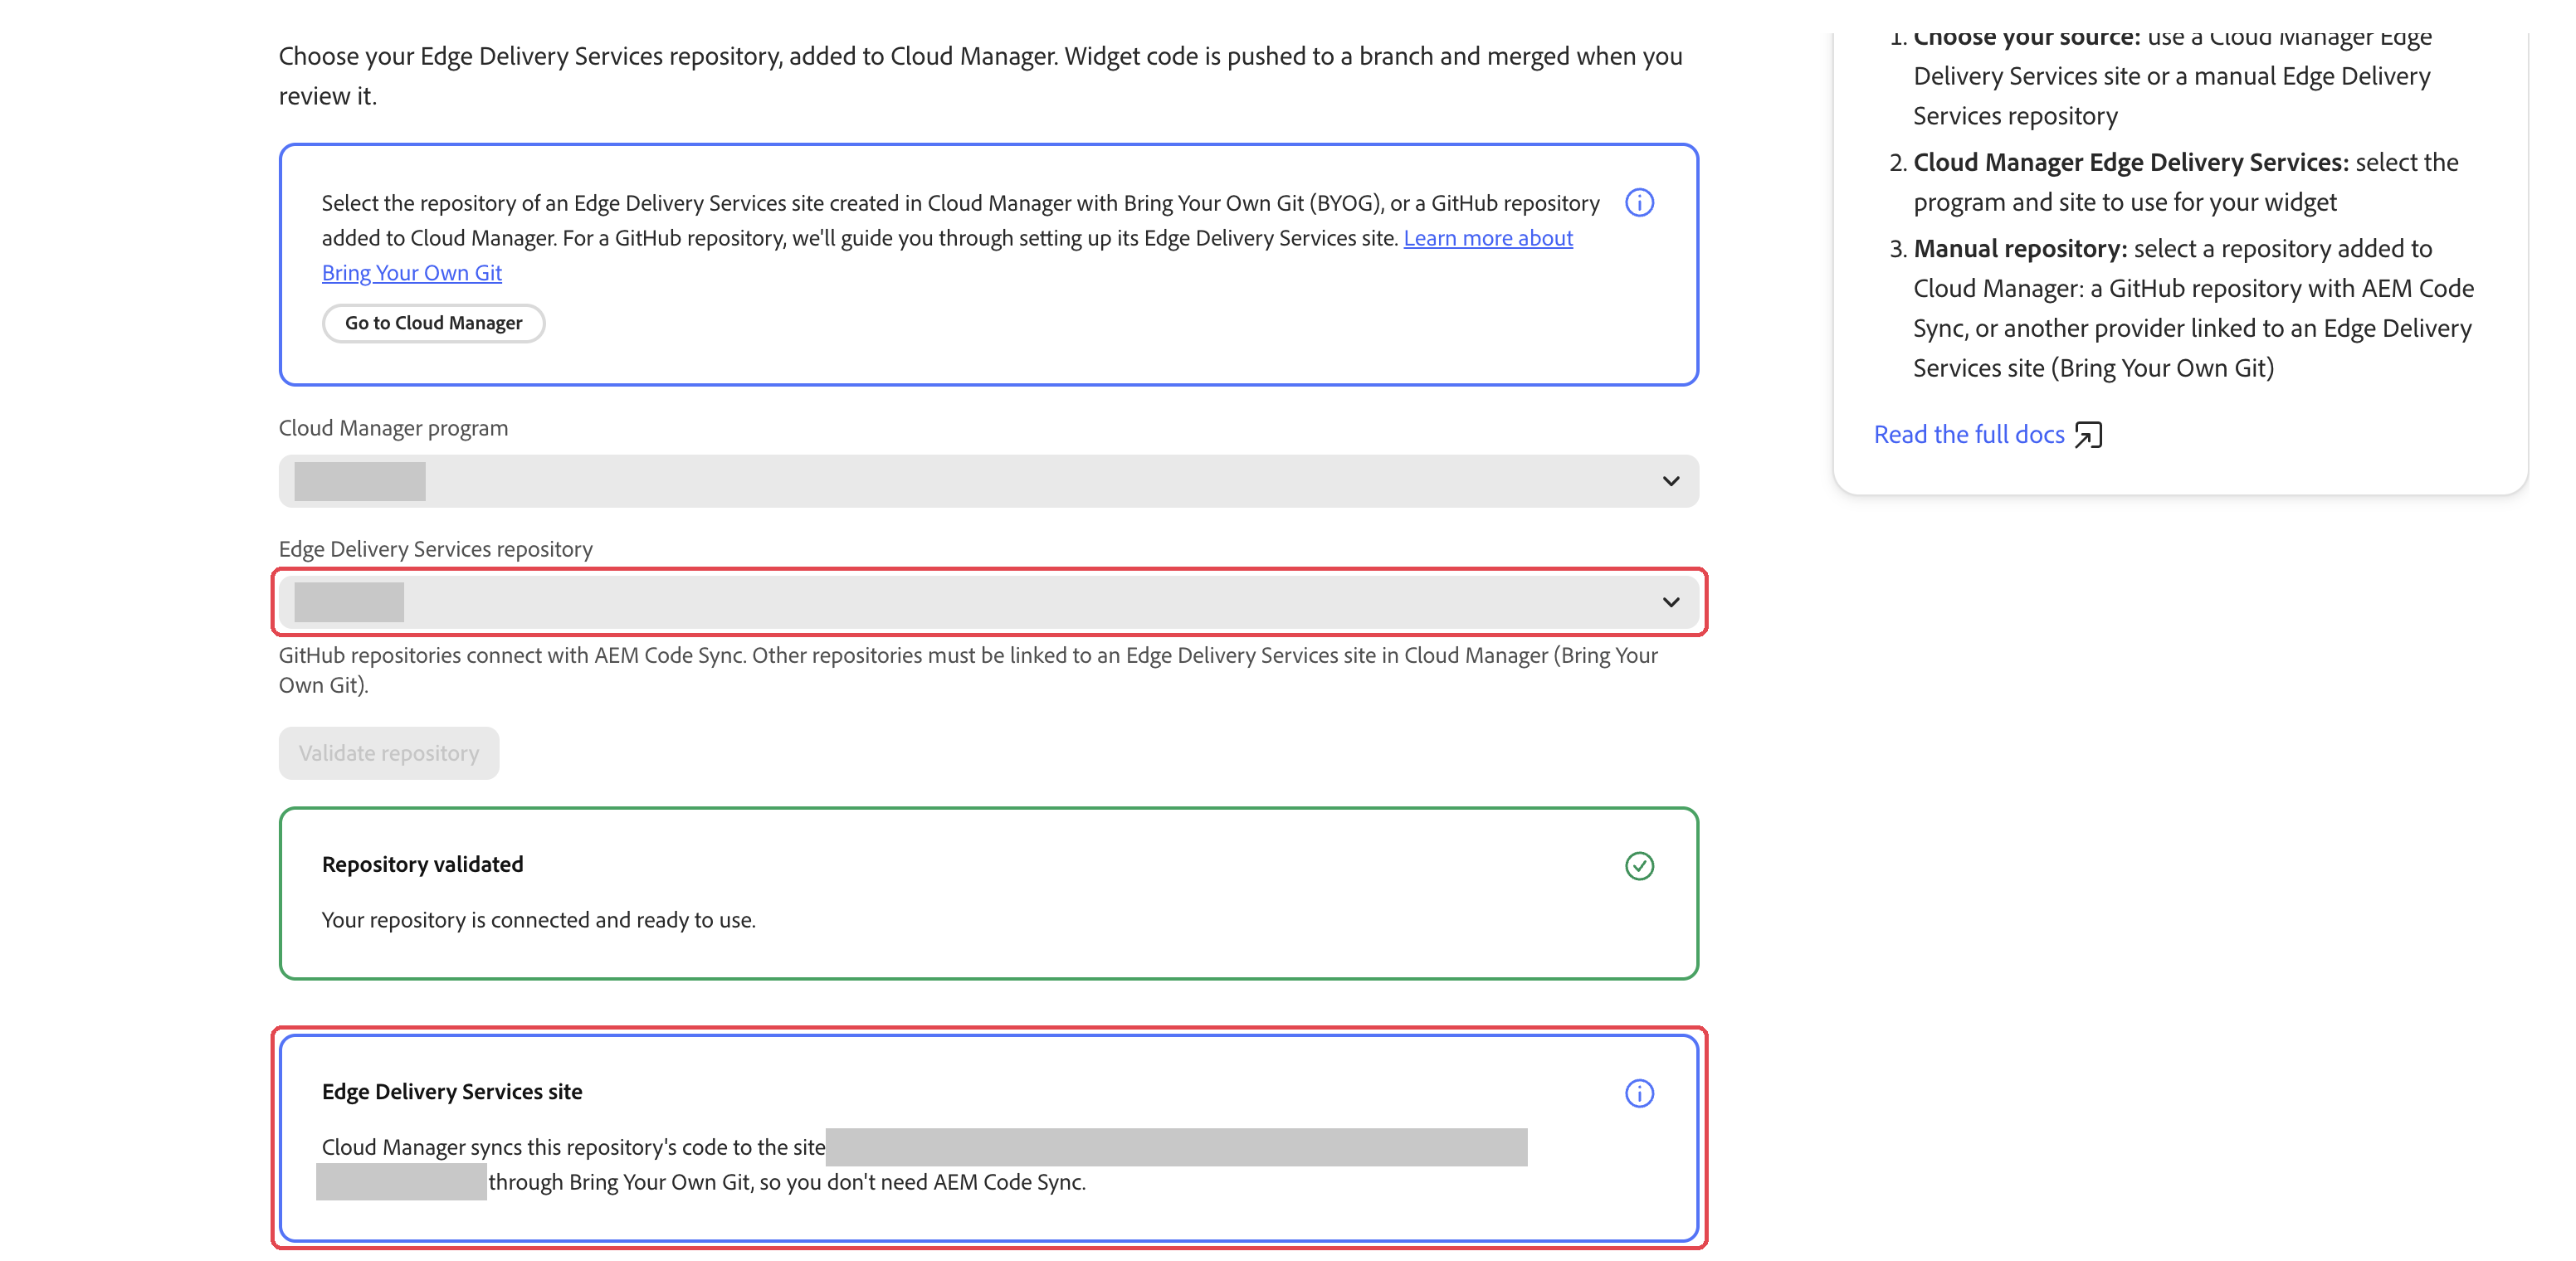 Choose your Edge Delivery Services repository, added to Cloud Manager. Widget code is pushed to a branch and merged when you
review it.
Select the repository of an Edge Delivery Services site created in Cloud Manager with Bring Your Own Git (BYOG), or a GitHub repository
added to Cloud Manager. For a GitHub repository, we'll guide you through setting up its Edge Delivery Services site. Learn more about
Bring Your Own Git
Go to Cloud Manager
Cloud Manager program
Edge Delivery Services repository
GitHub repositories connect with AEM Code Sync. Other repositories must be linked to an Edge Delivery Services site in Cloud Manager (Bring Your
Own Git).
Validate repository
Repository validated
Your repository is connected and ready to use.
Edge Delivery Services site
Cloud Manager syncs this repository's code to the site
through Bring Your Own Git, so you don't need AEM Code Sync.
1. Choose your source: use a Cloud Manager Edge
Delivery Services site or a manual Edge Delivery
Services repository
2. Cloud Manager Edge Delivery Services: select the
program and site to use for your widget
3. Manual repository: select a repository added to
Cloud Manager: a GitHub repository with AEM Code
Sync, or another provider linked to an Edge Delivery
Services site (Bring Your Own Git)
Read the full docs